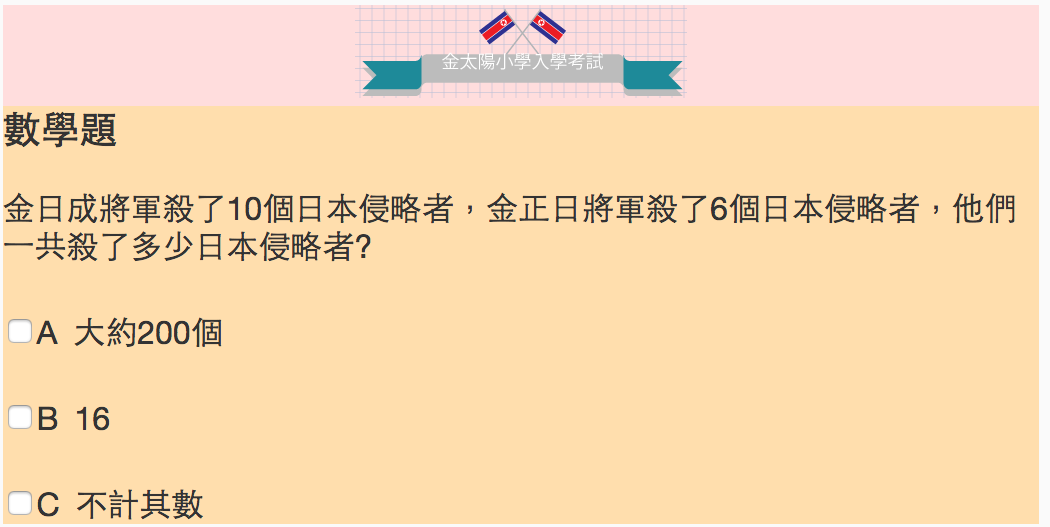 金太陽小學入學考試
數學題
金日成將軍殺了10個日本侵略者，金正日將軍殺了6個日本侵略者，他們
一共殺了多少日本侵略者?
A 大約200個
B 16
C 不計其數